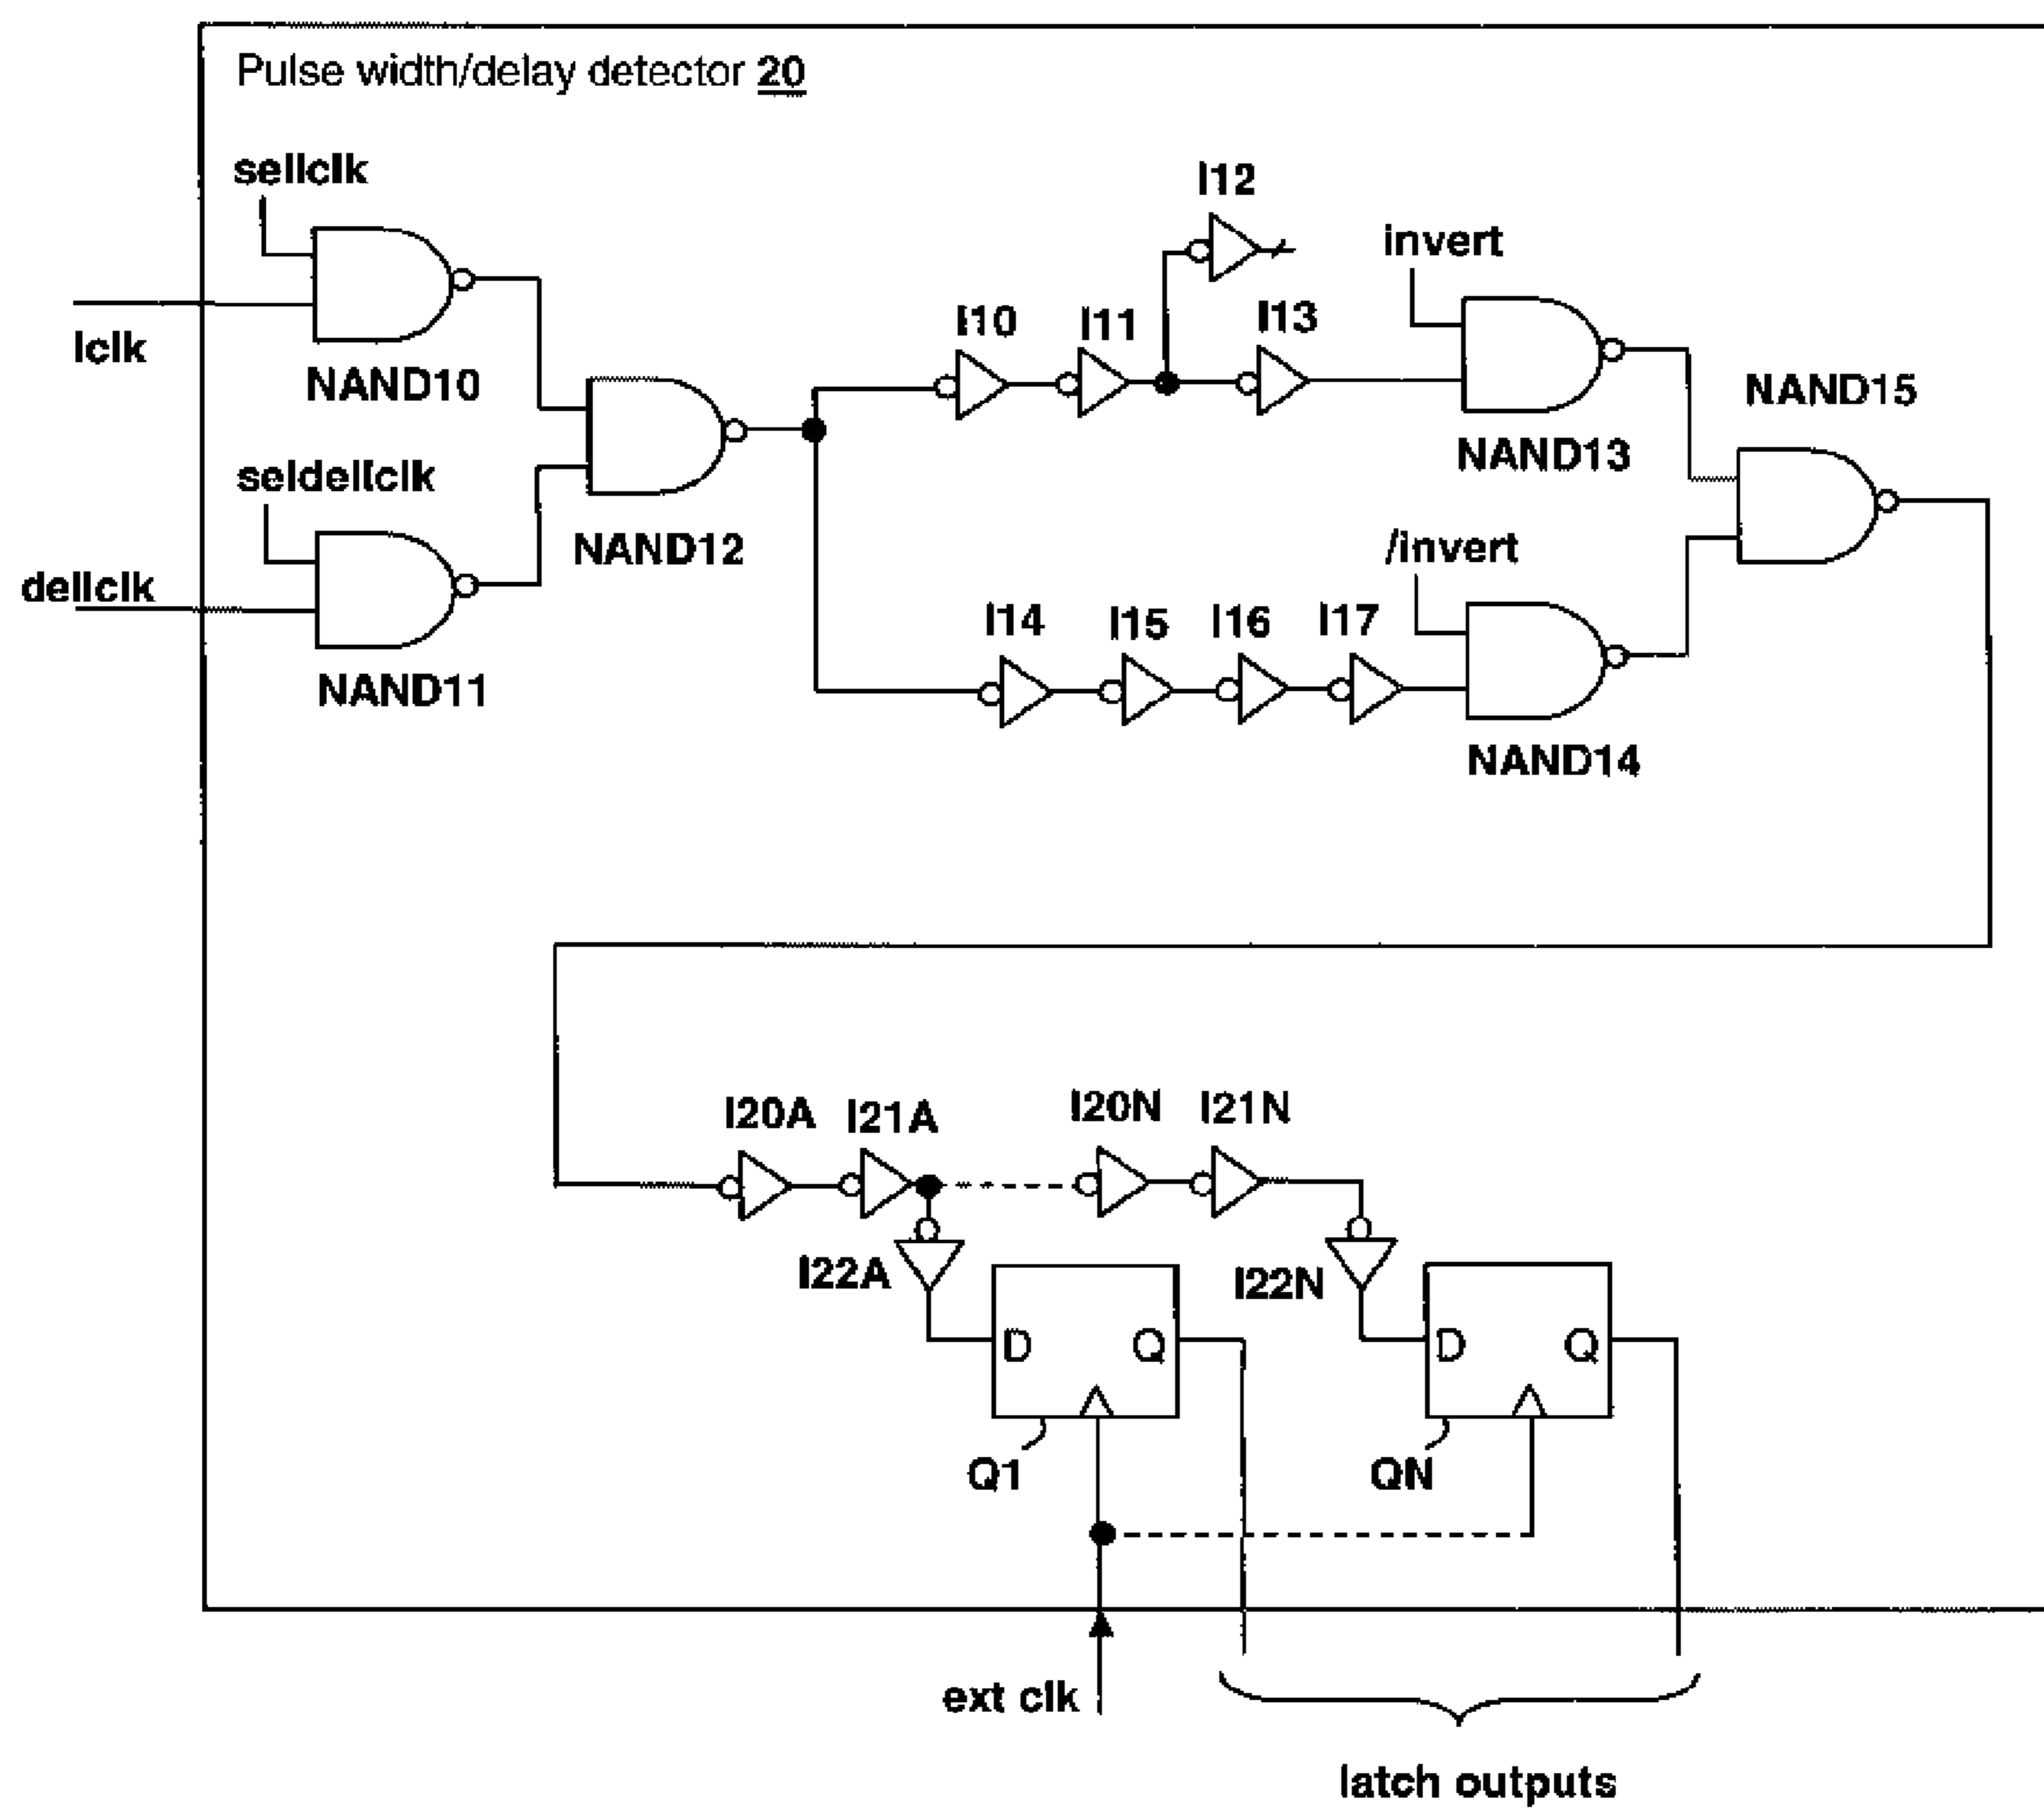 Pulse width/delay detector 20
sellclk
I12
invert
lclk
I10
I11
I13
NAND10
NAND15
NAND13
seldellclk
NAND12
/invert
dellclk
I14
I15
I16
I17
NAND11
NAND14
I20A
I21A
I20N
I21N
I22A
I22N
D
Q
D
Q
Q1
QN
ext clk
latch outputs